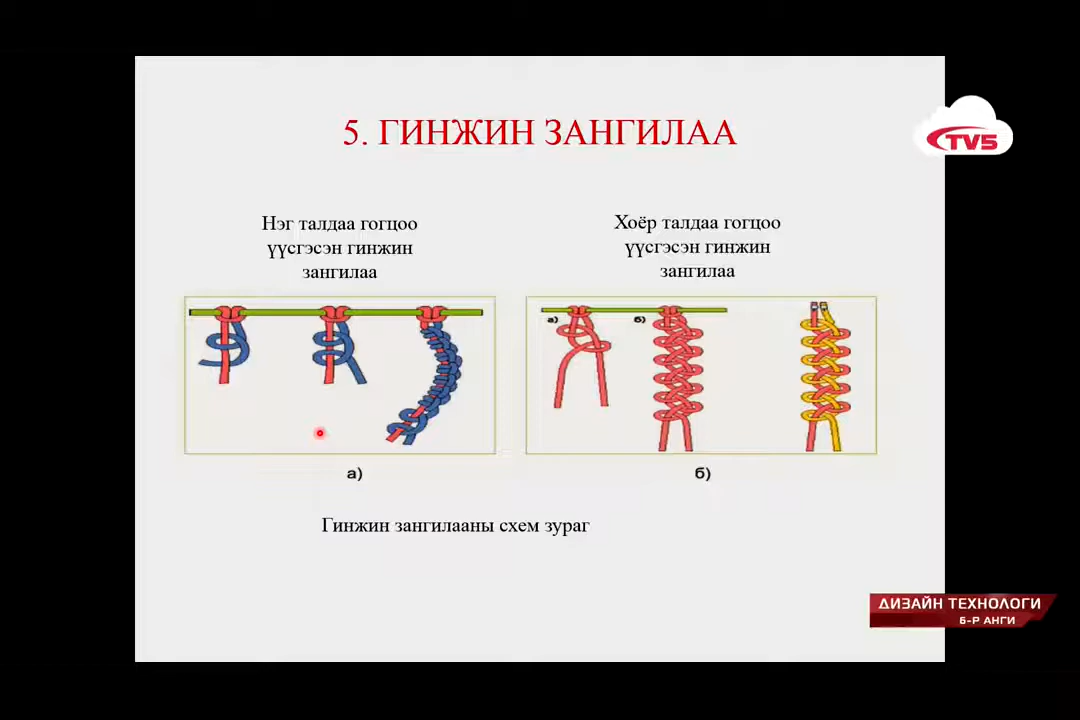 5. ГИНЖИН ЗАНГИЛАА
TV5
Нэг талдаа гогцоо
үүсгэсэн гинжин
зангилаа
Хоёр талдаа гогцоо
үүсгэсэн гинжин
зангилаа
а)
б)
а)
б)
Гинжин зангилааны схем зураг
ДИЗАЙН ТЕХНОЛОГИ
6-Р АНГИ